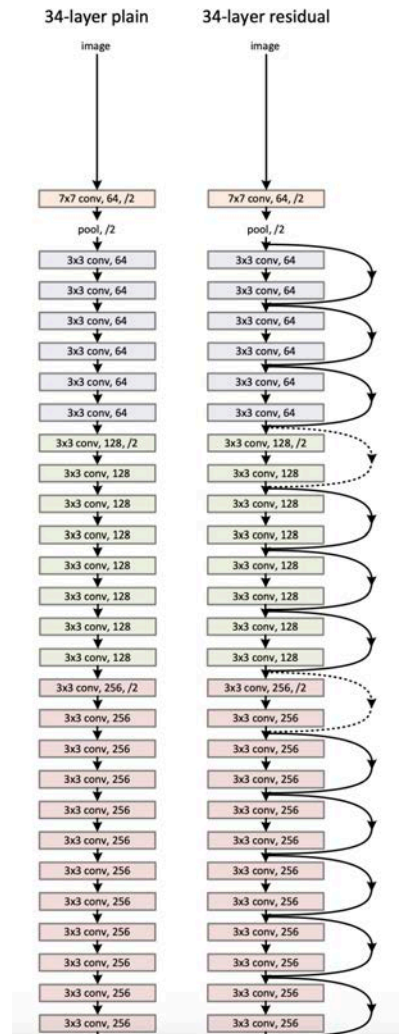 34-layer plain
image
7x7 conv, 64, /2
pool, /2
3x3 conv, 64
3x3 conv, 64
3x3 conv, 64
3x3 conv, 64
3x3 conv, 64
3x3 conv, 64
3x3 conv, 128, /2
3x3 conv, 128
3x3 conv, 128
3x3 conv, 128
3x3 conv, 128
3x3 conv, 128
3x3 conv, 128
3x3 conv, 128
3x3 conv, 256, /2
3x3 conv, 256
3x3 conv, 256
3x3 conv, 256
3x3 conv, 256
3x3 conv, 256
3x3 conv, 256
3x3 conv, 256
3x3 conv, 256
3x3 conv, 256
3x3 conv, 256
3x3 conv, 256
34-layer residual
image
7x7 conv, 64, /2
pool, /2
3x3 conv, 64
3x3 conv, 64
3x3 conv, 64
3x3 conv, 64
3x3 conv, 64
3x3 conv, 64
3x3 conv, 128, /2
3x3 conv, 128
3x3 conv, 128
3x3 conv, 128
3x3 conv, 128
3x3 conv, 128
3x3 conv, 128
3x3 conv, 128
3x3 conv, 256, /2
3x3 conv, 256
3x3 conv, 256
3x3 conv, 256
3x3 conv, 256
3x3 conv, 256
3x3 conv, 256
3x3 conv, 256
3x3 conv, 256
3x3 conv, 256
3x3 conv, 256
3x3 conv, 256